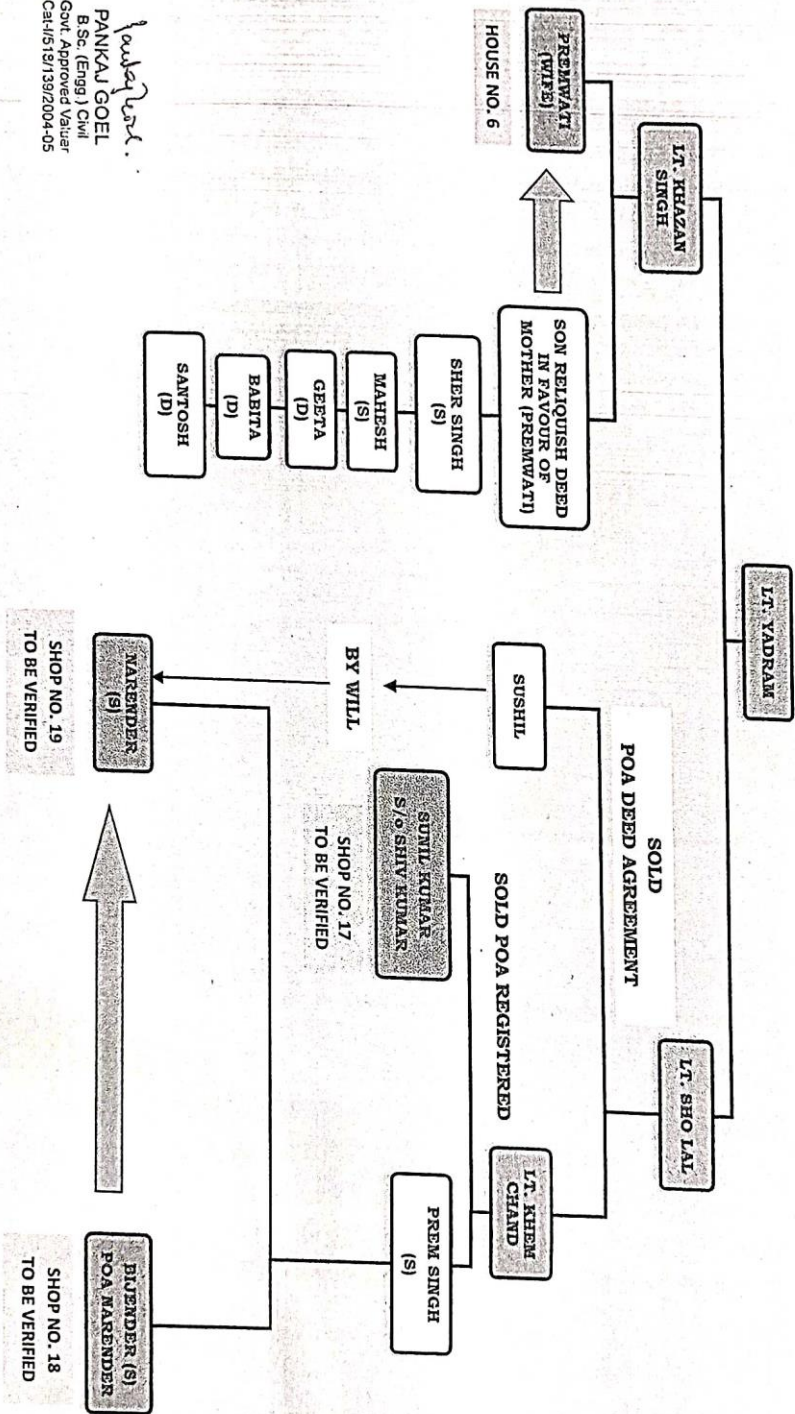 LT. YADRAM
LT. KHAZAN
SINGH
LT. SHO LAL
SOLD
POA DEED AGREEMENT
PREMWATI
(WIFE)
HOUSE NO. 6
SON RELIQUISH DEED
IN FAVOUR OF
MOTHER (PREMWATI)
SHER SINGH
(S)
MAHESH
(S)
GEETA
(D)
BABITA
(D)
SANTOSH
(D)
SUSHIL
LT. KHEM
CHAND
SOLD POA REGISTERED
BY WILL
SUNIL KUMAR
S/o SHIV KUMAR
SHOP NO. 17
TO BE VERIFIED
PREM SINGH
(S)
NARENDER
(S)
SHOP NO. 19
TO BE VERIFIED
BIJENDER (S)
POA NARENDER
SHOP NO. 18
TO BE VERIFIED
PANKAJ GOEL
B.Sc. (Engg.) Civil
Govt. Approved Valuer
Cat-I/518/139/2004-05